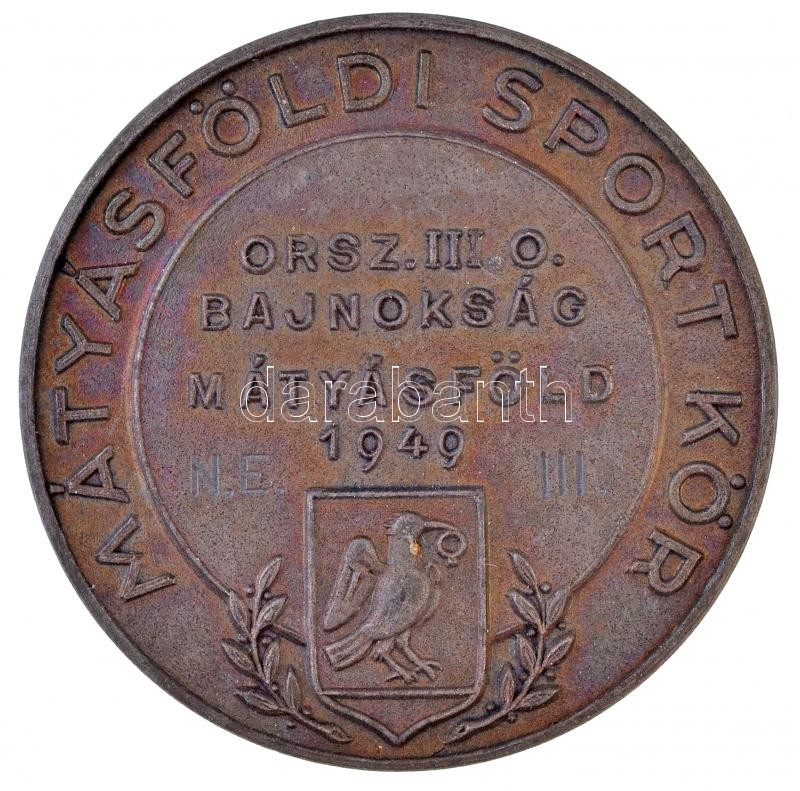 MÁTYÁSFÖLDI SPORT KÖR
ORSZ. III. O.
BAJNOKSÁG
MÁTYÁSFÖLD
darabanth
1949
N.E. III.